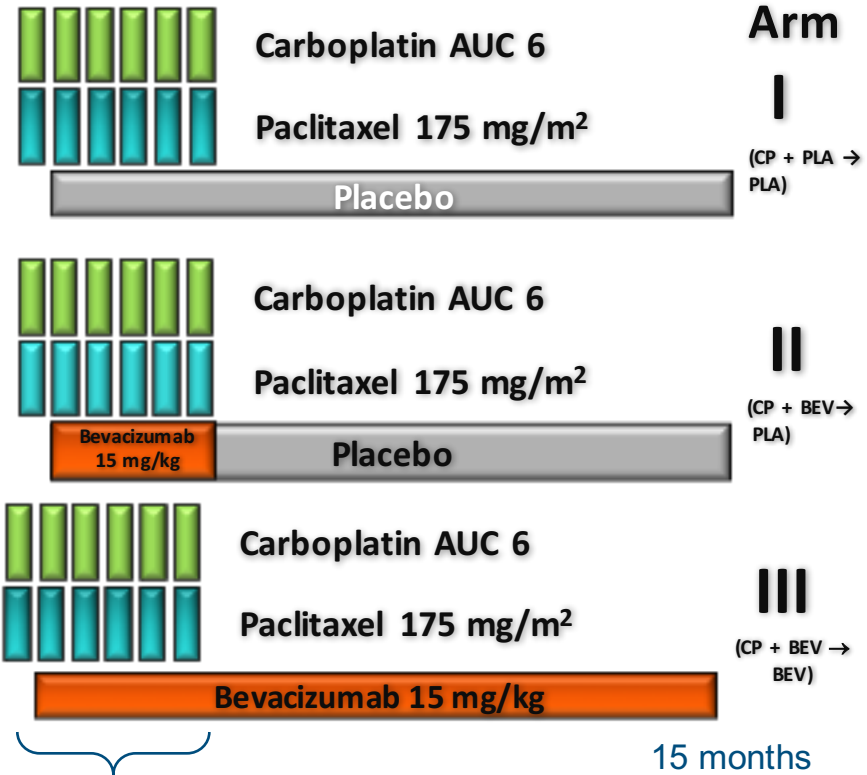 Arm
Carboplatin AUC 6
I
Paclitaxel 175 mg/m²
(CP + PLA →
PLA)
Placebo
Carboplatin AUC 6
II
Paclitaxel 175 mg/m²
(CP + BEV→
PLA)
Bevacizumab
15 mg/kg
Placebo
Carboplatin AUC 6
III
Paclitaxel 175 mg/m²
(CP + BEV →
BEV)
Bevacizumab 15 mg/kg
15 months